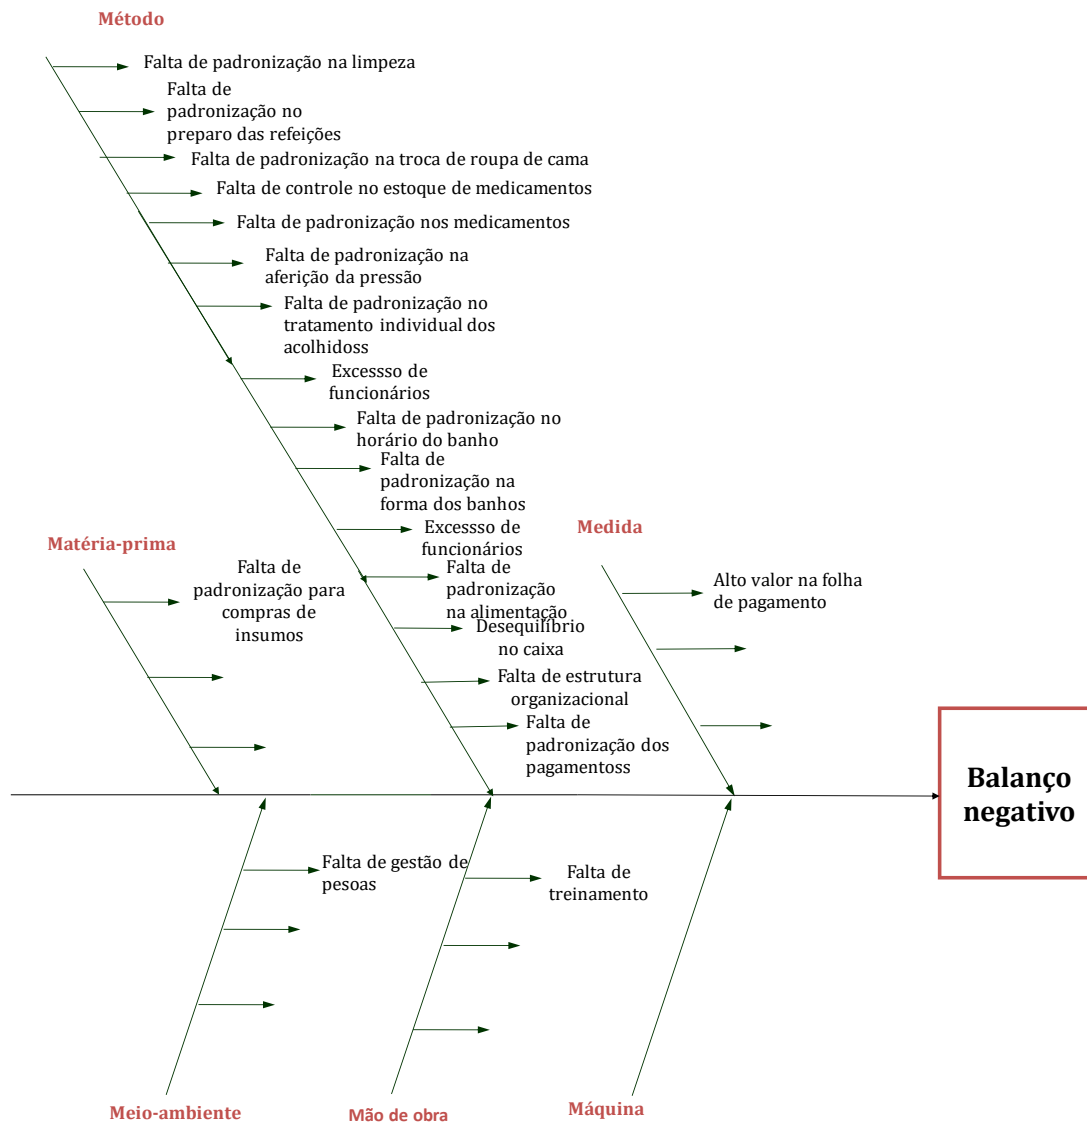 Método
Falta de padronização na limpeza
Falta de
padronização no
preparo das refeições
Falta de padronização na troca de roupa de cama
Falta de controle no estoque de medicamentos
Falta de padronização nos medicamentos
Falta de padronização na
aferição da pressão
Falta de padronização no
tratamento individual dos
acolhidoss
Excessso de
funcionários
Falta de padronização no
horário do banho
Falta de
padronização na
forma dos banhos
Excessso de
funcionários
Falta de
padronização
na alimentação
Desequilíbrio
no caixa
Falta de estrutura
organizacional
Falta de
padronização dos
pagamentoss
Matéria-prima
Falta de
padronização para
compras de
insumos
Medida
Alto valor na folha
de pagamento
Balanço
negativo
Falta de gestão de
pesoas
Falta de
treinamento
Meio-ambiente
Mão de obra
Máquina